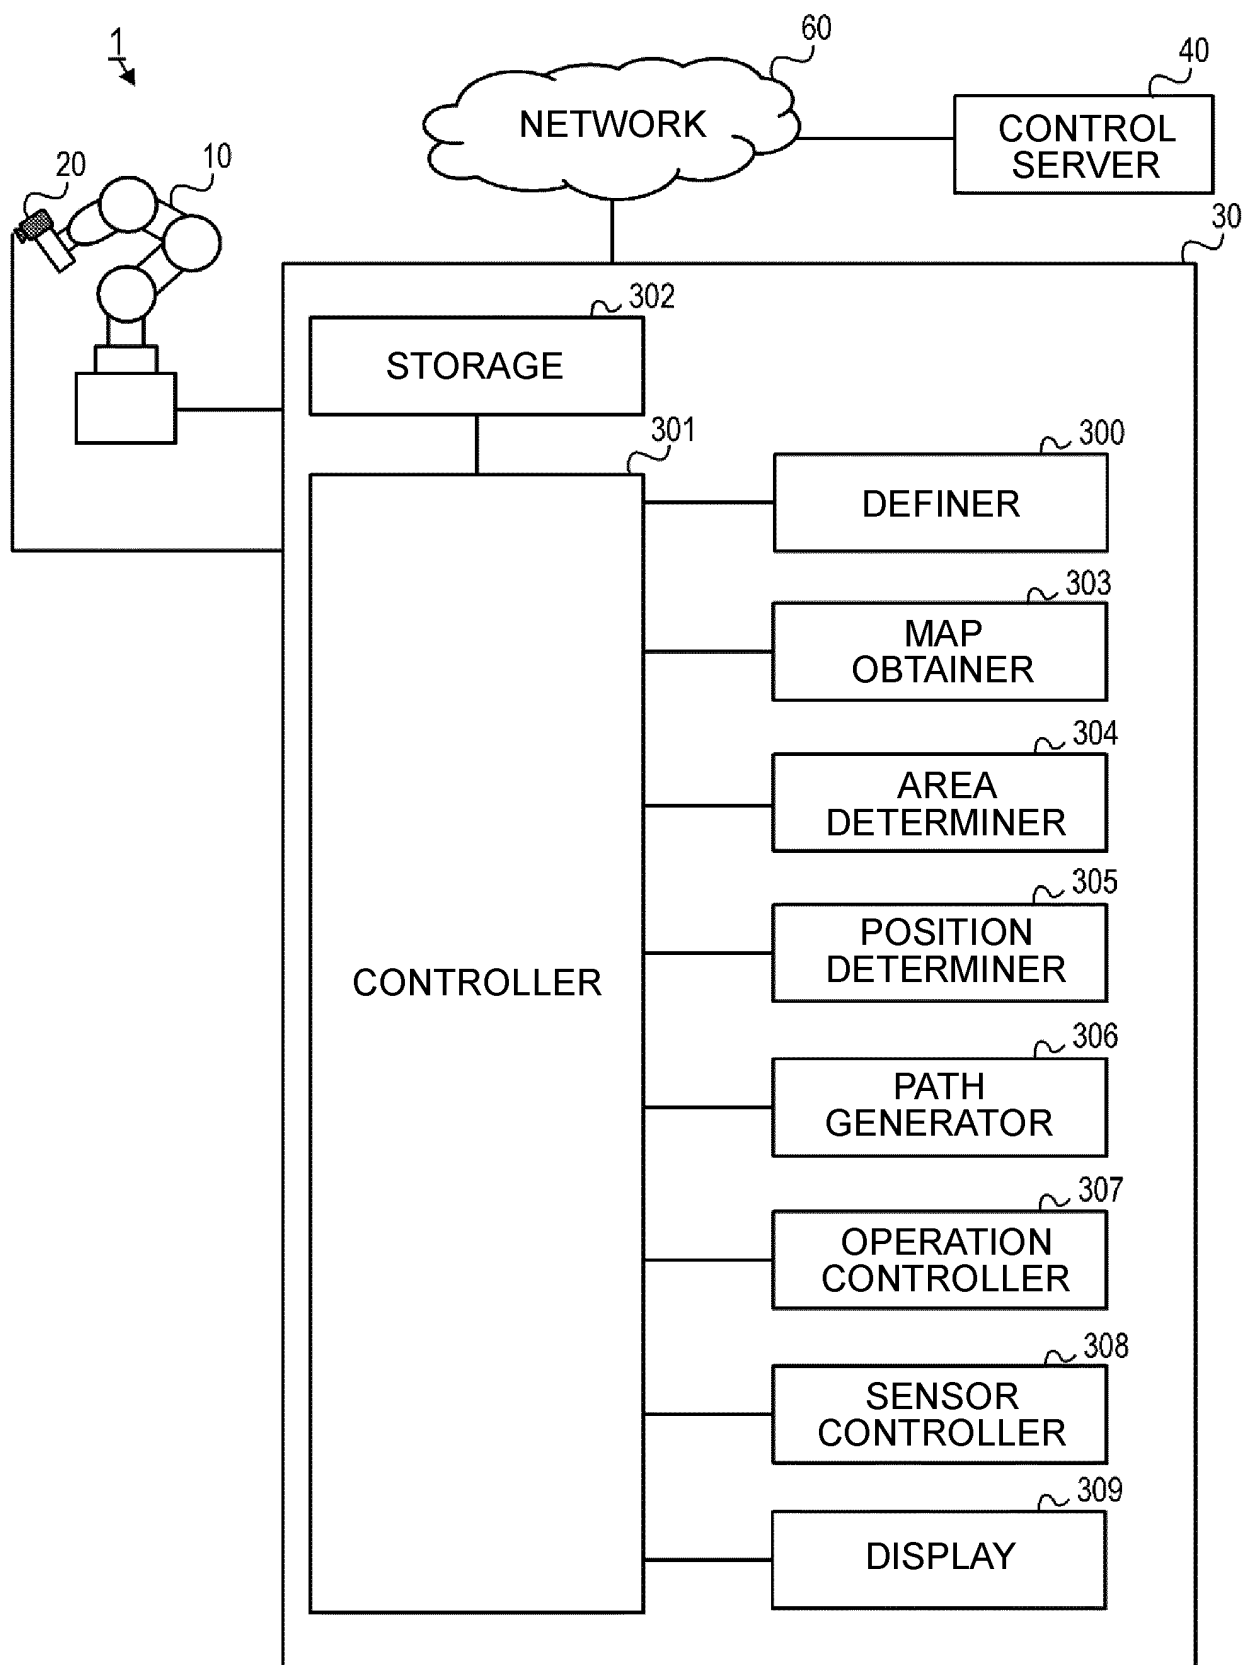 1
60
NETWORK
40
CONTROL
SERVER
20
10
30
302
STORAGE
301
CONTROLLER
300
DEFINER
303
MAP
OBTAINER
304
AREA
DETERMINER
305
POSITION
DETERMINER
306
PATH
GENERATOR
307
OPERATION
CONTROLLER
308
SENSOR
CONTROLLER
309
DISPLAY